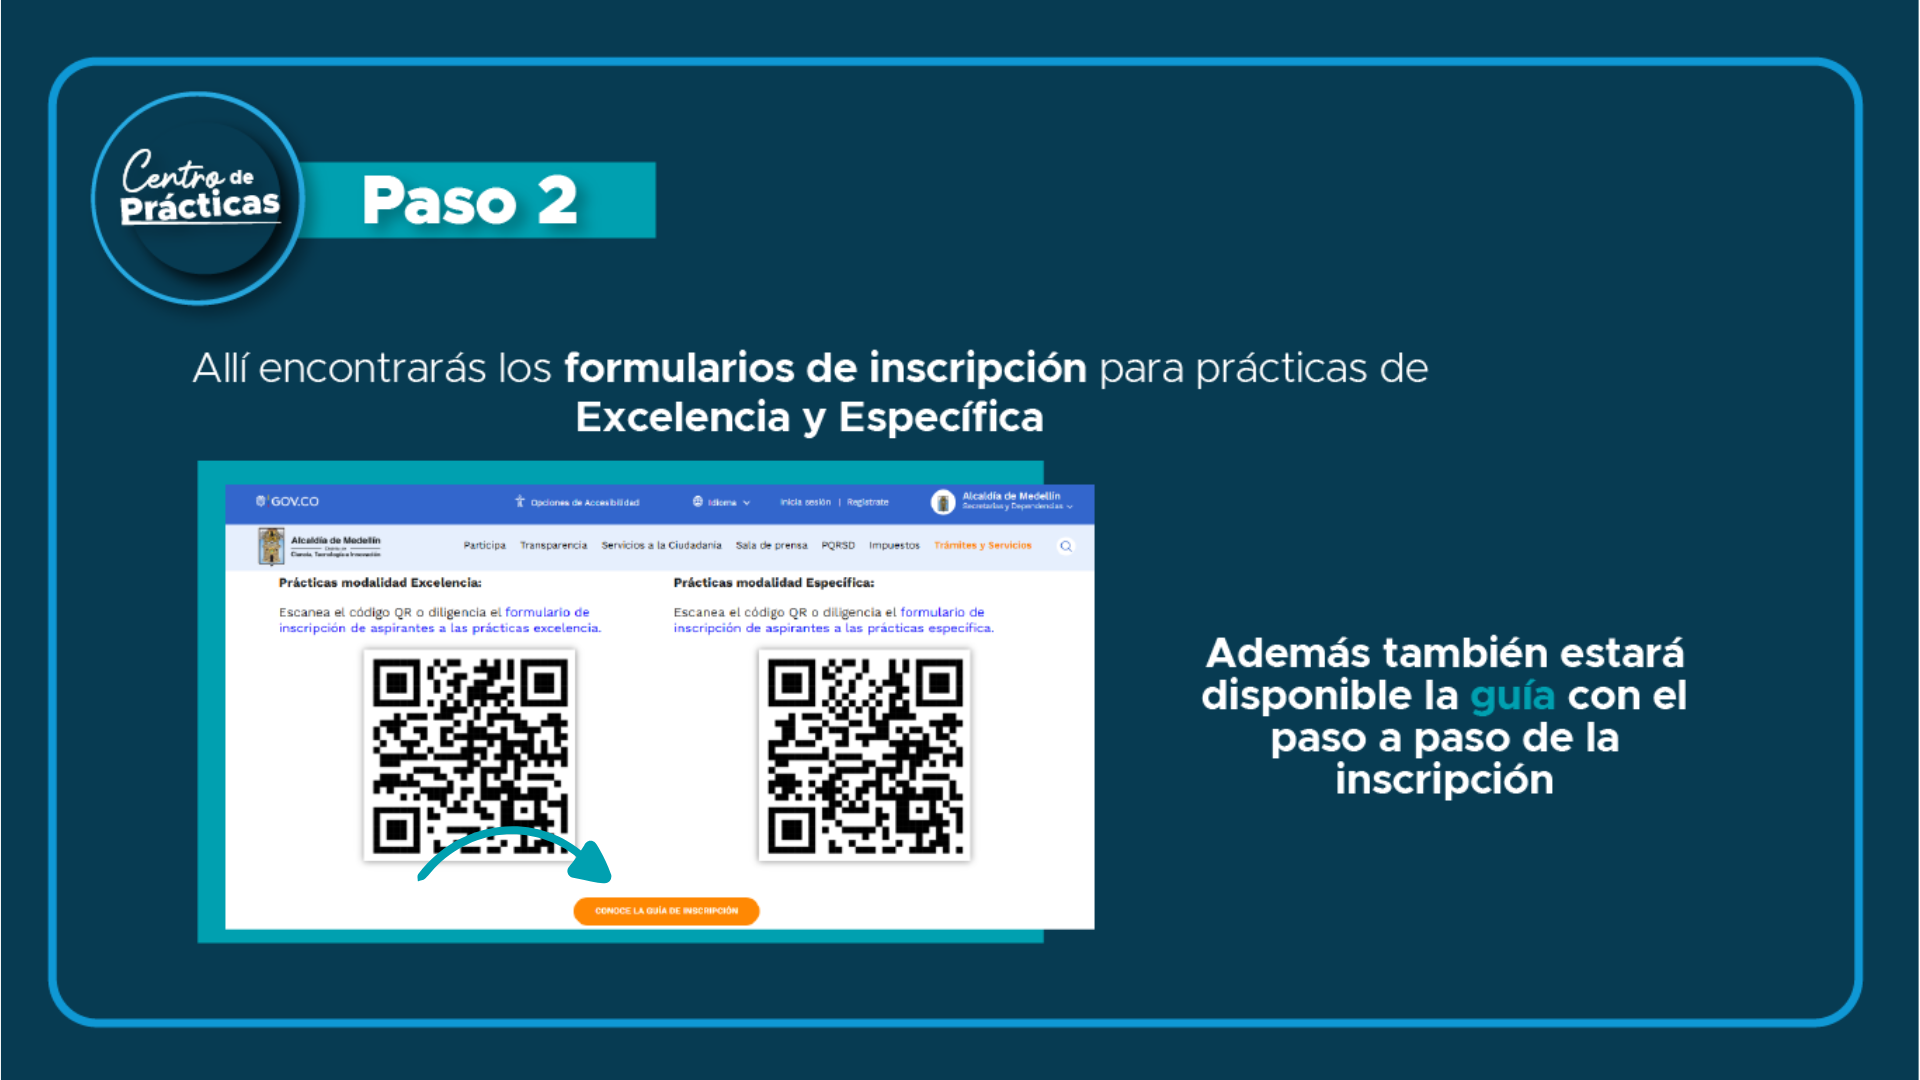 Centro de
Prácticas
Paso 2
Allí encontrarás los formularios de inscripción para prácticas de
Excelencia y Específica
GOV.CO
Opciones de Accesibilidad
Idioma
Inicia sesión | Regístrate
Alcaldía de Medellín
Secretarías y Dependencias
Alcaldía de Medellín
Distrito de
Ciencia, Tecnología e Innovación
Participa Transparencia Servicios a la Ciudadanía Sala de prensa PQRSD Impuestos Trámites y Servicios
Prácticas modalidad Excelencia:
Escanea el código QR o diligencia el formulario de
inscripción de aspirantes a las prácticas excelencia.
Prácticas modalidad Específica:
Escanea el código QR o diligencia el formulario de
inscripción de aspirantes a las prácticas específica.
CONOCE LA GUÍA DE INSCRIPCIÓN
Además también estará
disponible la guía con el
paso a paso de la
inscripción